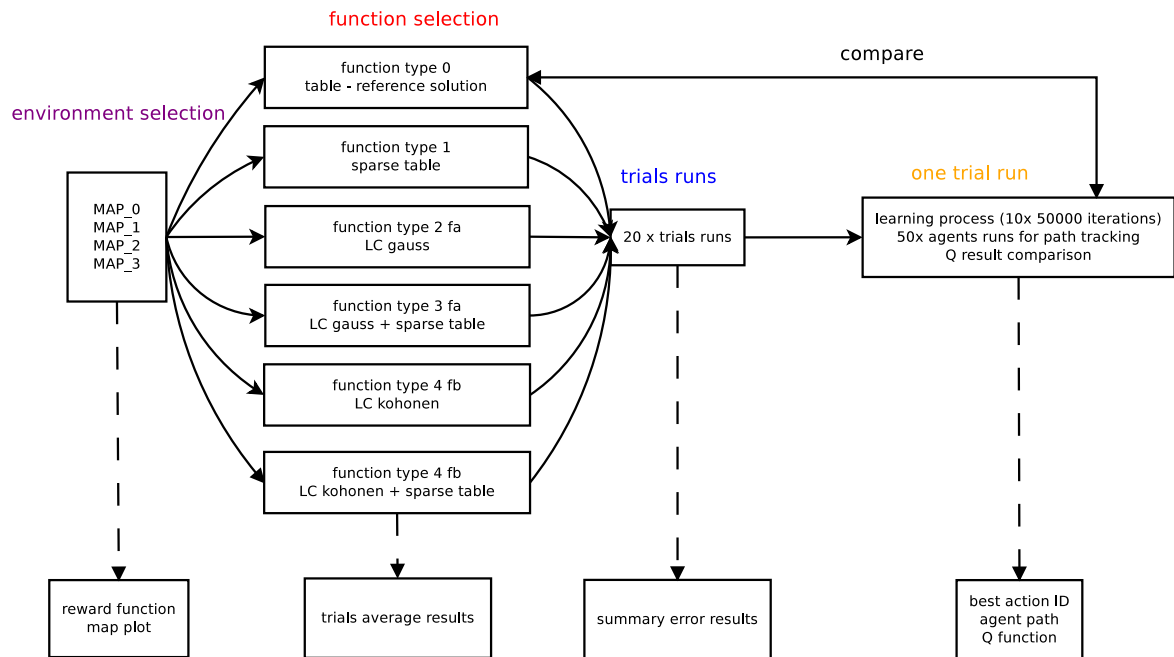 function selection
compare
environment selection
function type 0
table - reference solution
function type 1
sparse table
function type 2 fa
LC gauss
function type 3 fa
LC gauss + sparse table
function type 4 fb
LC kohonen
function type 4 fb
LC kohonen + sparse table
MAP_0
MAP_1
MAP_2
MAP_3
trials runs
20 x trials runs
one trial run
learning process (10x 50000 iterations)
50x agents runs for path tracking
Q result comparison
reward function
map plot
trials average results
summary error results
best action ID
agent path
Q function